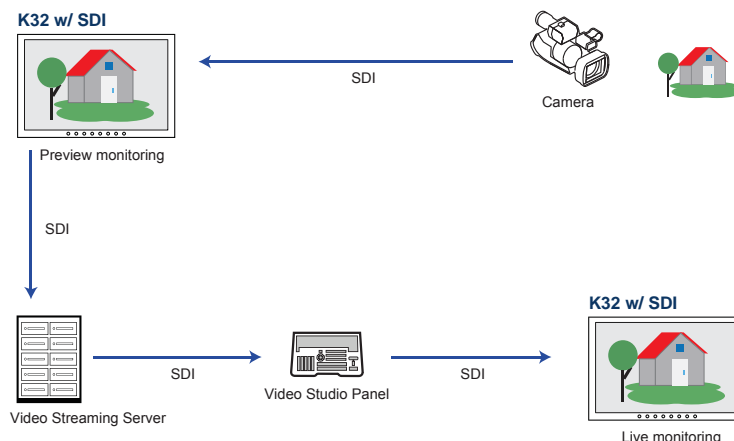 K32 w/ SDI
SDI
Camera
Preview monitoring
SDI
K32 w/ SDI
SDI
SDI
Video Studio Panel
Video Streaming Server
Live monitoring